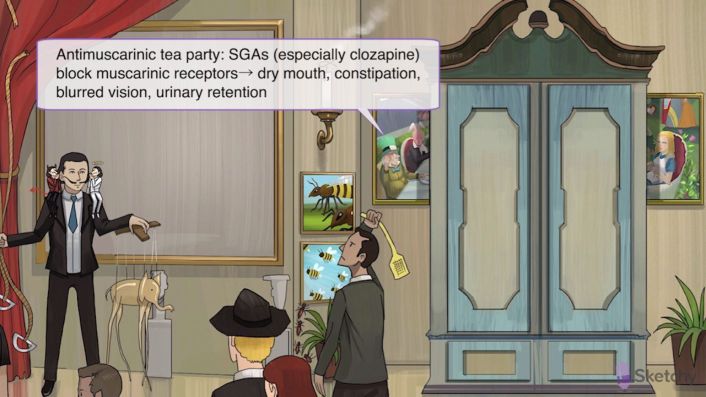 Antimuscarinic tea party: SGAs (especially clozapine)
block muscarinic receptors→ dry mouth, constipation,
blurred vision, urinary retention
Sketchy